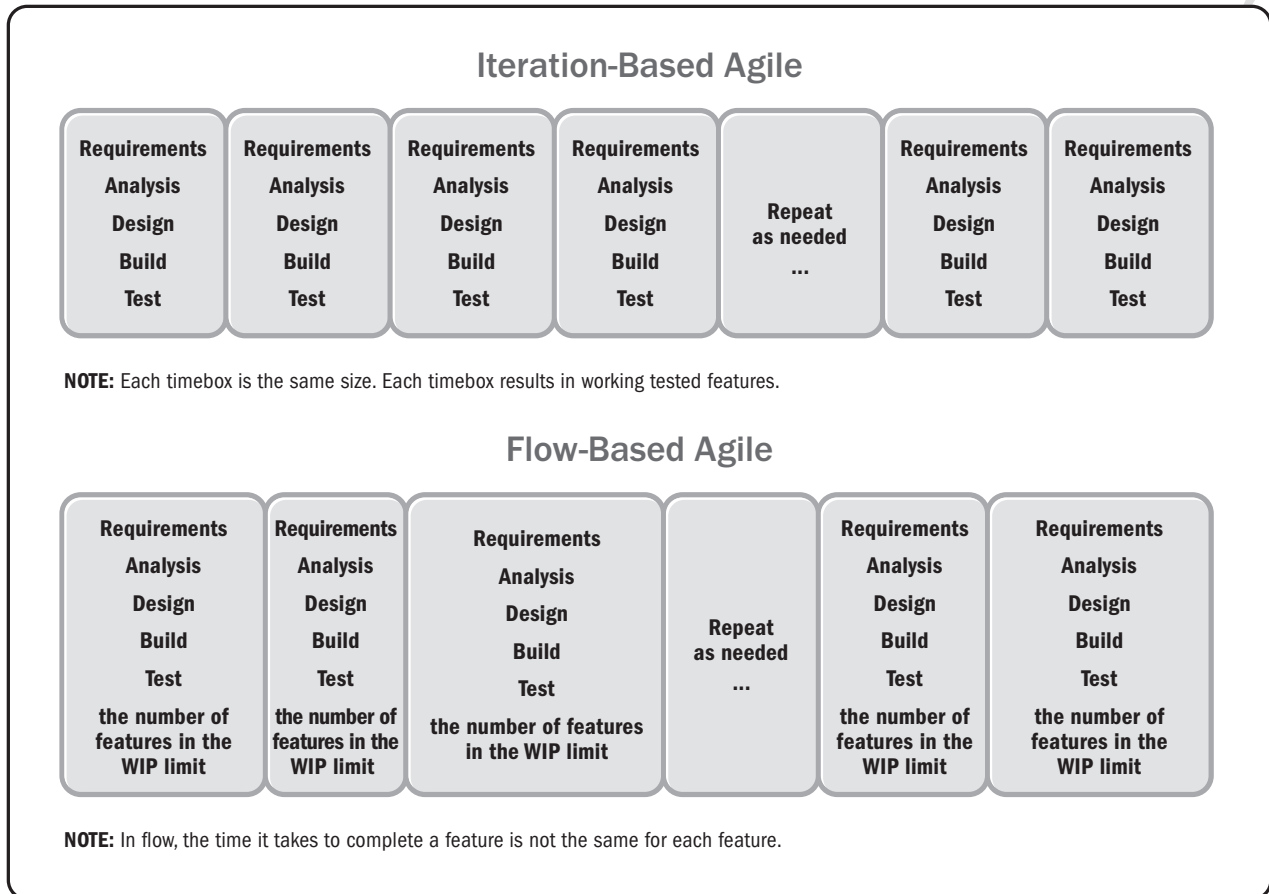 Iteration-Based Agile
Requirements
Analysis
Design
Build
Test
Requirements
Analysis
Design
Build
Test
Requirements
Analysis
Design
Build
Test
Requirements
Analysis
Design
Build
Test
Repeat
as needed
...
Requirements
Analysis
Design
Build
Test
Requirements
Analysis
Design
Build
Test
NOTE: Each timebox is the same size. Each timebox results in working tested features.
Flow-Based Agile
Requirements
Analysis
Design
Build
Test
the number of
features in the
WIP limit
Requirements
Analysis
Design
Build
Test
the number of
features in the
WIP limit
Requirements
Analysis
Design
Build
Test
the number of features
in the WIP limit
Repeat
as needed
...
Requirements
Analysis
Design
Build
Test
the number of
features in the
WIP limit
Requirements
Analysis
Design
Build
Test
the number of
features in the
WIP limit
NOTE: In flow, the time it takes to complete a feature is not the same for each feature.